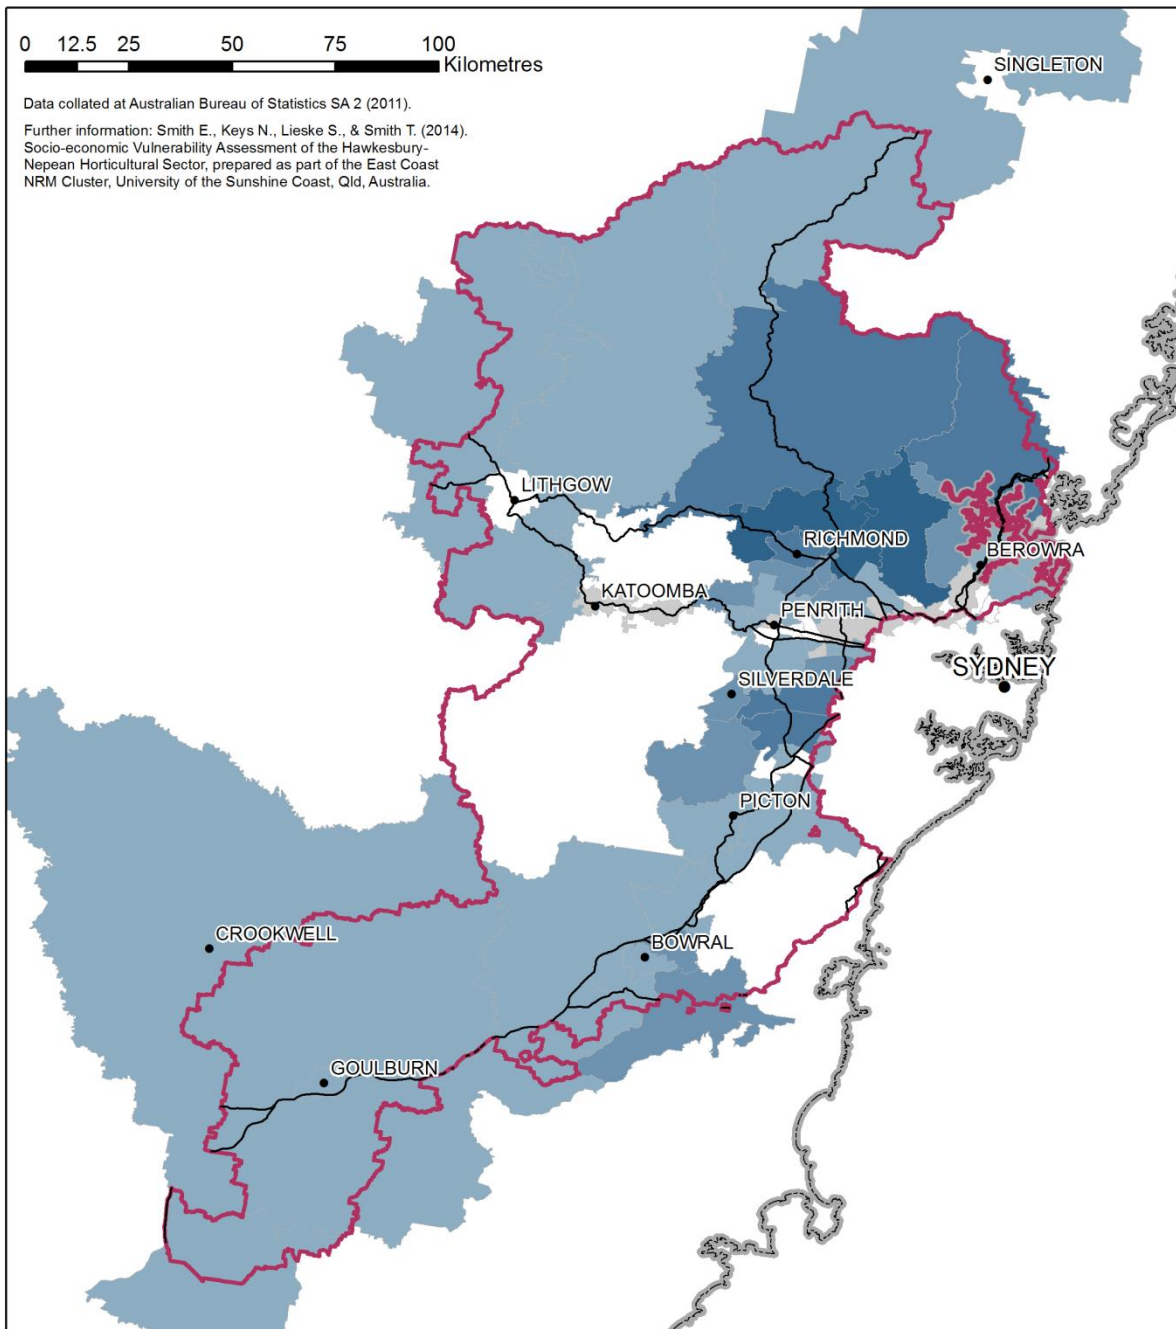 0 12.5 25 50 75 100
Kilometres
Data collated at Australian Bureau of Statistics SA 2 (2011).
Further information: Smith E., Keys N., Lieske S., & Smith T. (2014).
Socio-economic Vulnerability Assessment of the Hawkesbury-
Nepean Horticultural Sector, prepared as part of the East Coast
NRM Cluster, University of the Sunshine Coast, Qld, Australia.
SINGLETON
LITHGOW
RICHMOND
BEROWRA
KATOOMBA
PENRITH
SYDNEY
SILVERDALE
PICTON
CROOKWELL
BOWRAL
GOULBURN